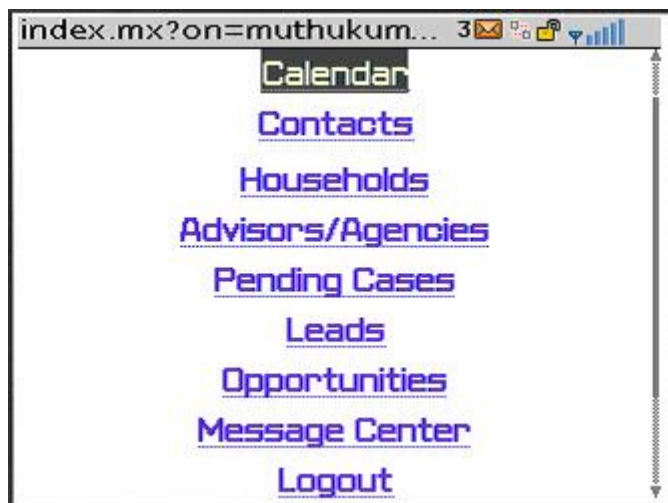 index.mx?on=muthukum... 3
Calendar
Contacts
Households
Advisors/Agencies
Pending Cases
Leads
Opportunities
Message Center
Logout